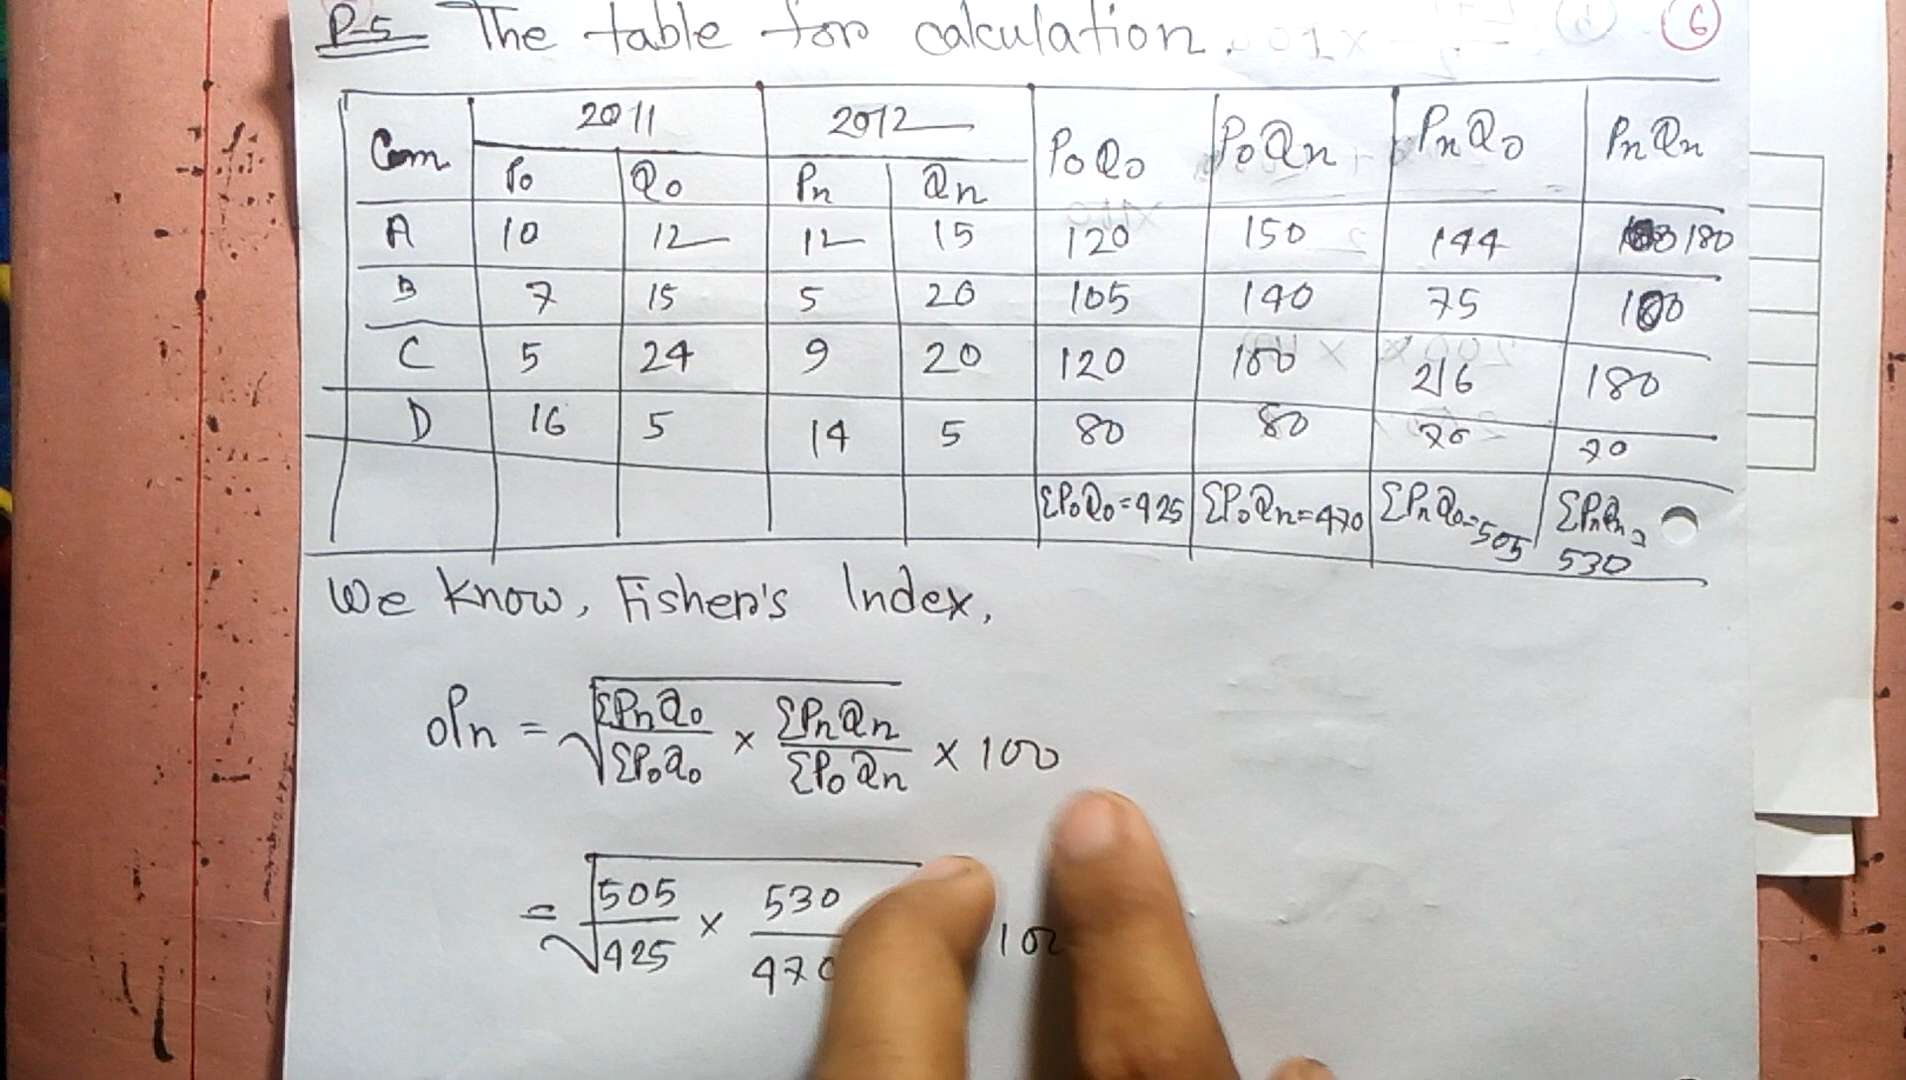 P-5 The table for calculation. 6
Com 2011 2012 P0Q0 P0Qn PnQ0 PnQn
P0 Q0 Pn Qn
A 10 12 12 15 120 150 144 180
B 7 15 5 20 105 140 75 100
C 5 24 9 20 120 100 216 180
D 16 5 14 5 80 80 70 70
ΣP0Q0=425 ΣP0Qn=470 ΣPnQ0=505 ΣPnQn=530
We know, Fisher's Index,
oPn = √(ΣPnQ0/ΣP0Q0 × ΣPnQn/ΣP0Qn) × 100
= √(505/425 × 530/470 10